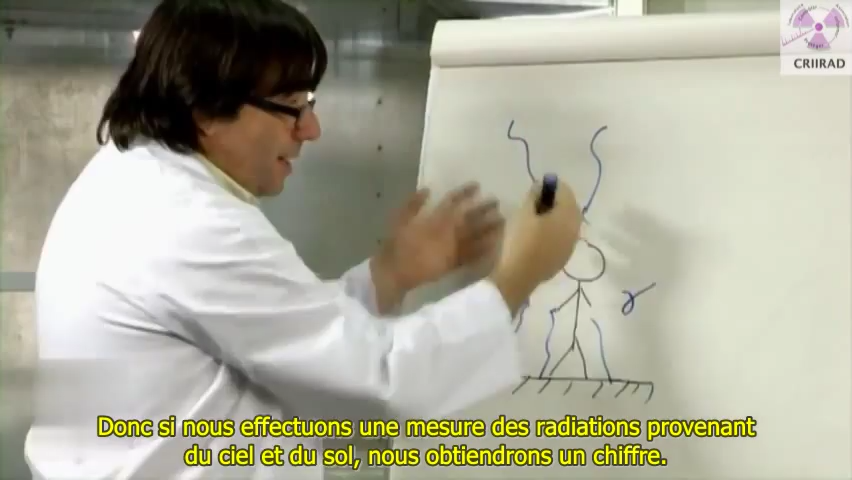 CRIIRAD
γ
Donc si nous effectuons une mesure des radiations provenant
du ciel et du sol, nous obtiendrons un chiffre.